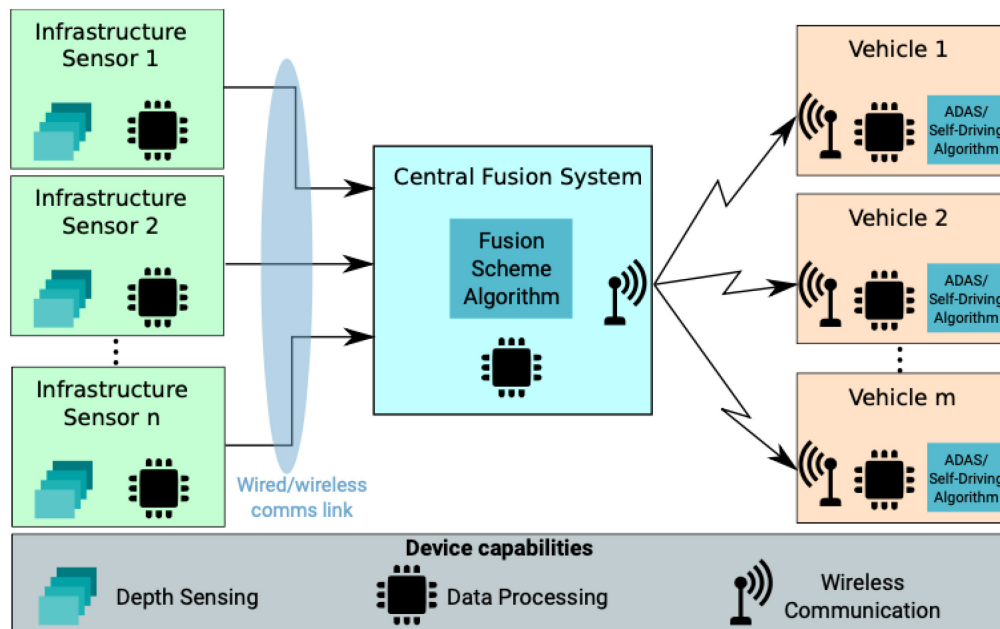 Infrastructure
Sensor 1
Infrastructure
Sensor 2
Infrastructure
Sensor n
Wired/wireless
comms link
Central Fusion System
Fusion
Scheme
Algorithm
Vehicle 1
ADAS/
Self-Driving
Algorithm
Vehicle 2
ADAS/
Self-Driving
Algorithm
Vehicle m
ADAS/
Self-Driving
Algorithm
Device capabilities
Depth Sensing
Data Processing
Wireless
Communication